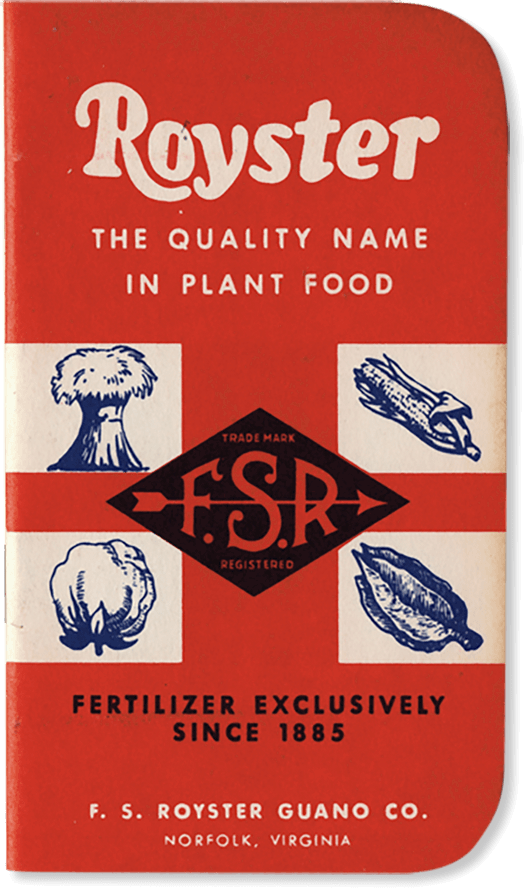 Royster
THE QUALITY NAME
IN PLANT FOOD
TRADE MARK
F.S.R
REGISTERED
FERTILIZER EXCLUSIVELY
SINCE 1885
F. S. ROYSTER GUANO CO.
NORFOLK, VIRGINIA